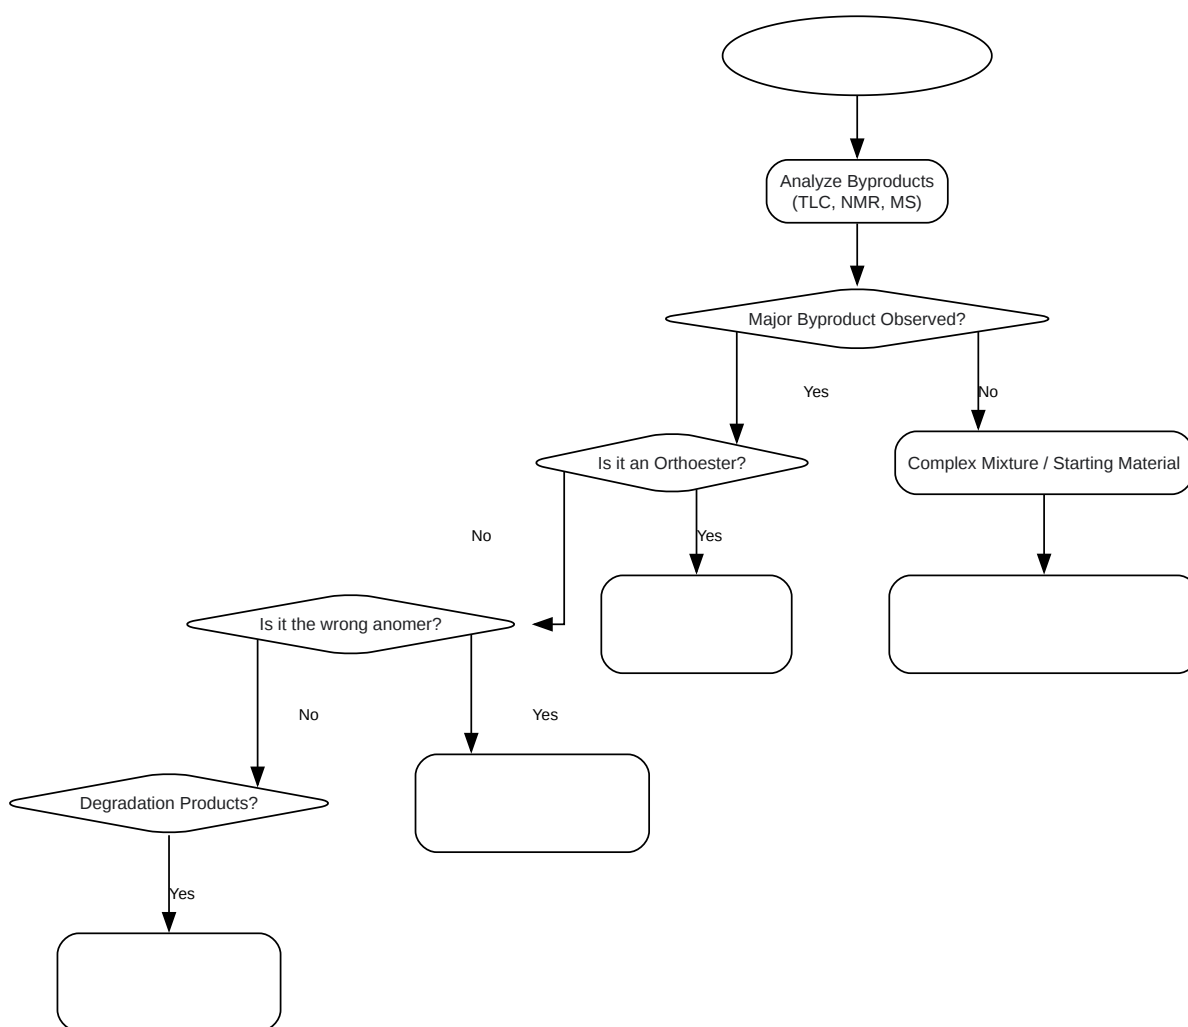 Analyze Byproducts
(TLC, NMR, MS)
Major Byproduct Observed?
Yes
No
Is it an Orthoester?
Complex Mixture / Starting Material
No
Yes
Is it the wrong anomer?
No
Yes
Degradation Products?
Yes